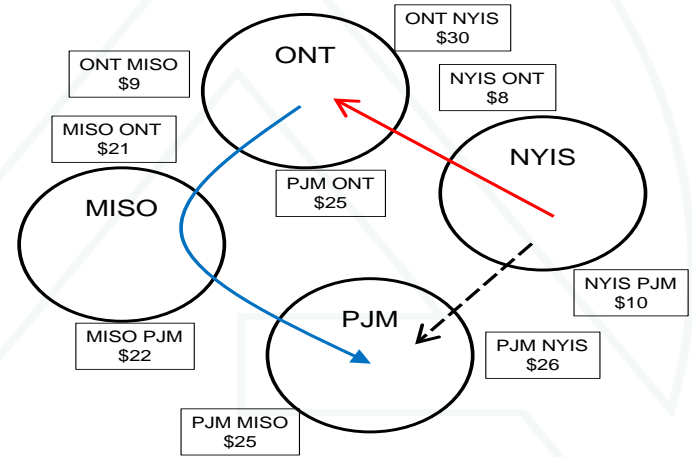 ONT NYIS
$30
ONT
ONT MISO
$9
NYIS ONT
$8
MISO ONT
$21
NYIS
PJM ONT
$25
MISO
NYIS PJM
$10
PJM
MISO PJM
$22
PJM NYIS
$26
PJM MISO
$25